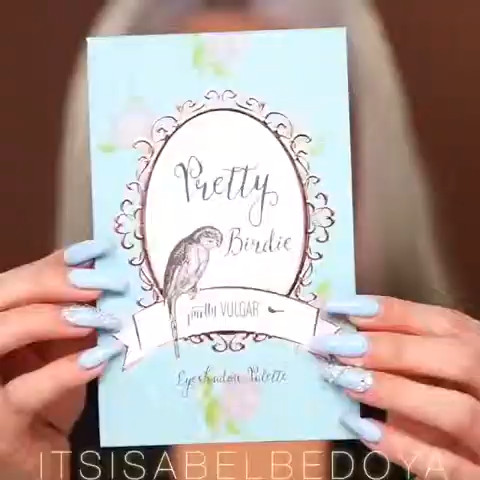 Pretty
Birdie
pretty VULGAR
Eyeshadow Palette
ITSISABELBEDOYA